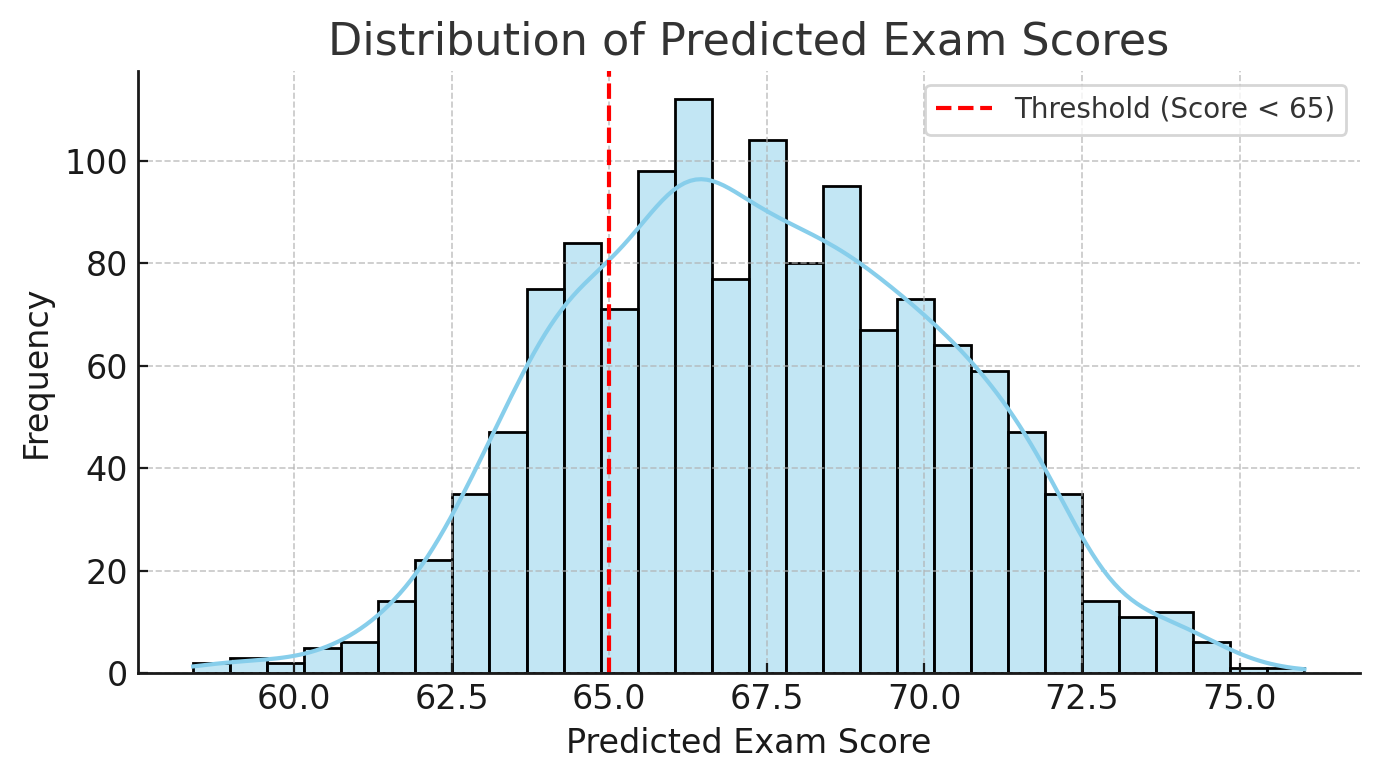 Distribution of Predicted Exam Scores
Threshold (Score < 65)
Frequency
100
80
60
40
20
0
60.0 62.5 65.0 67.5 70.0 72.5 75.0
Predicted Exam Score